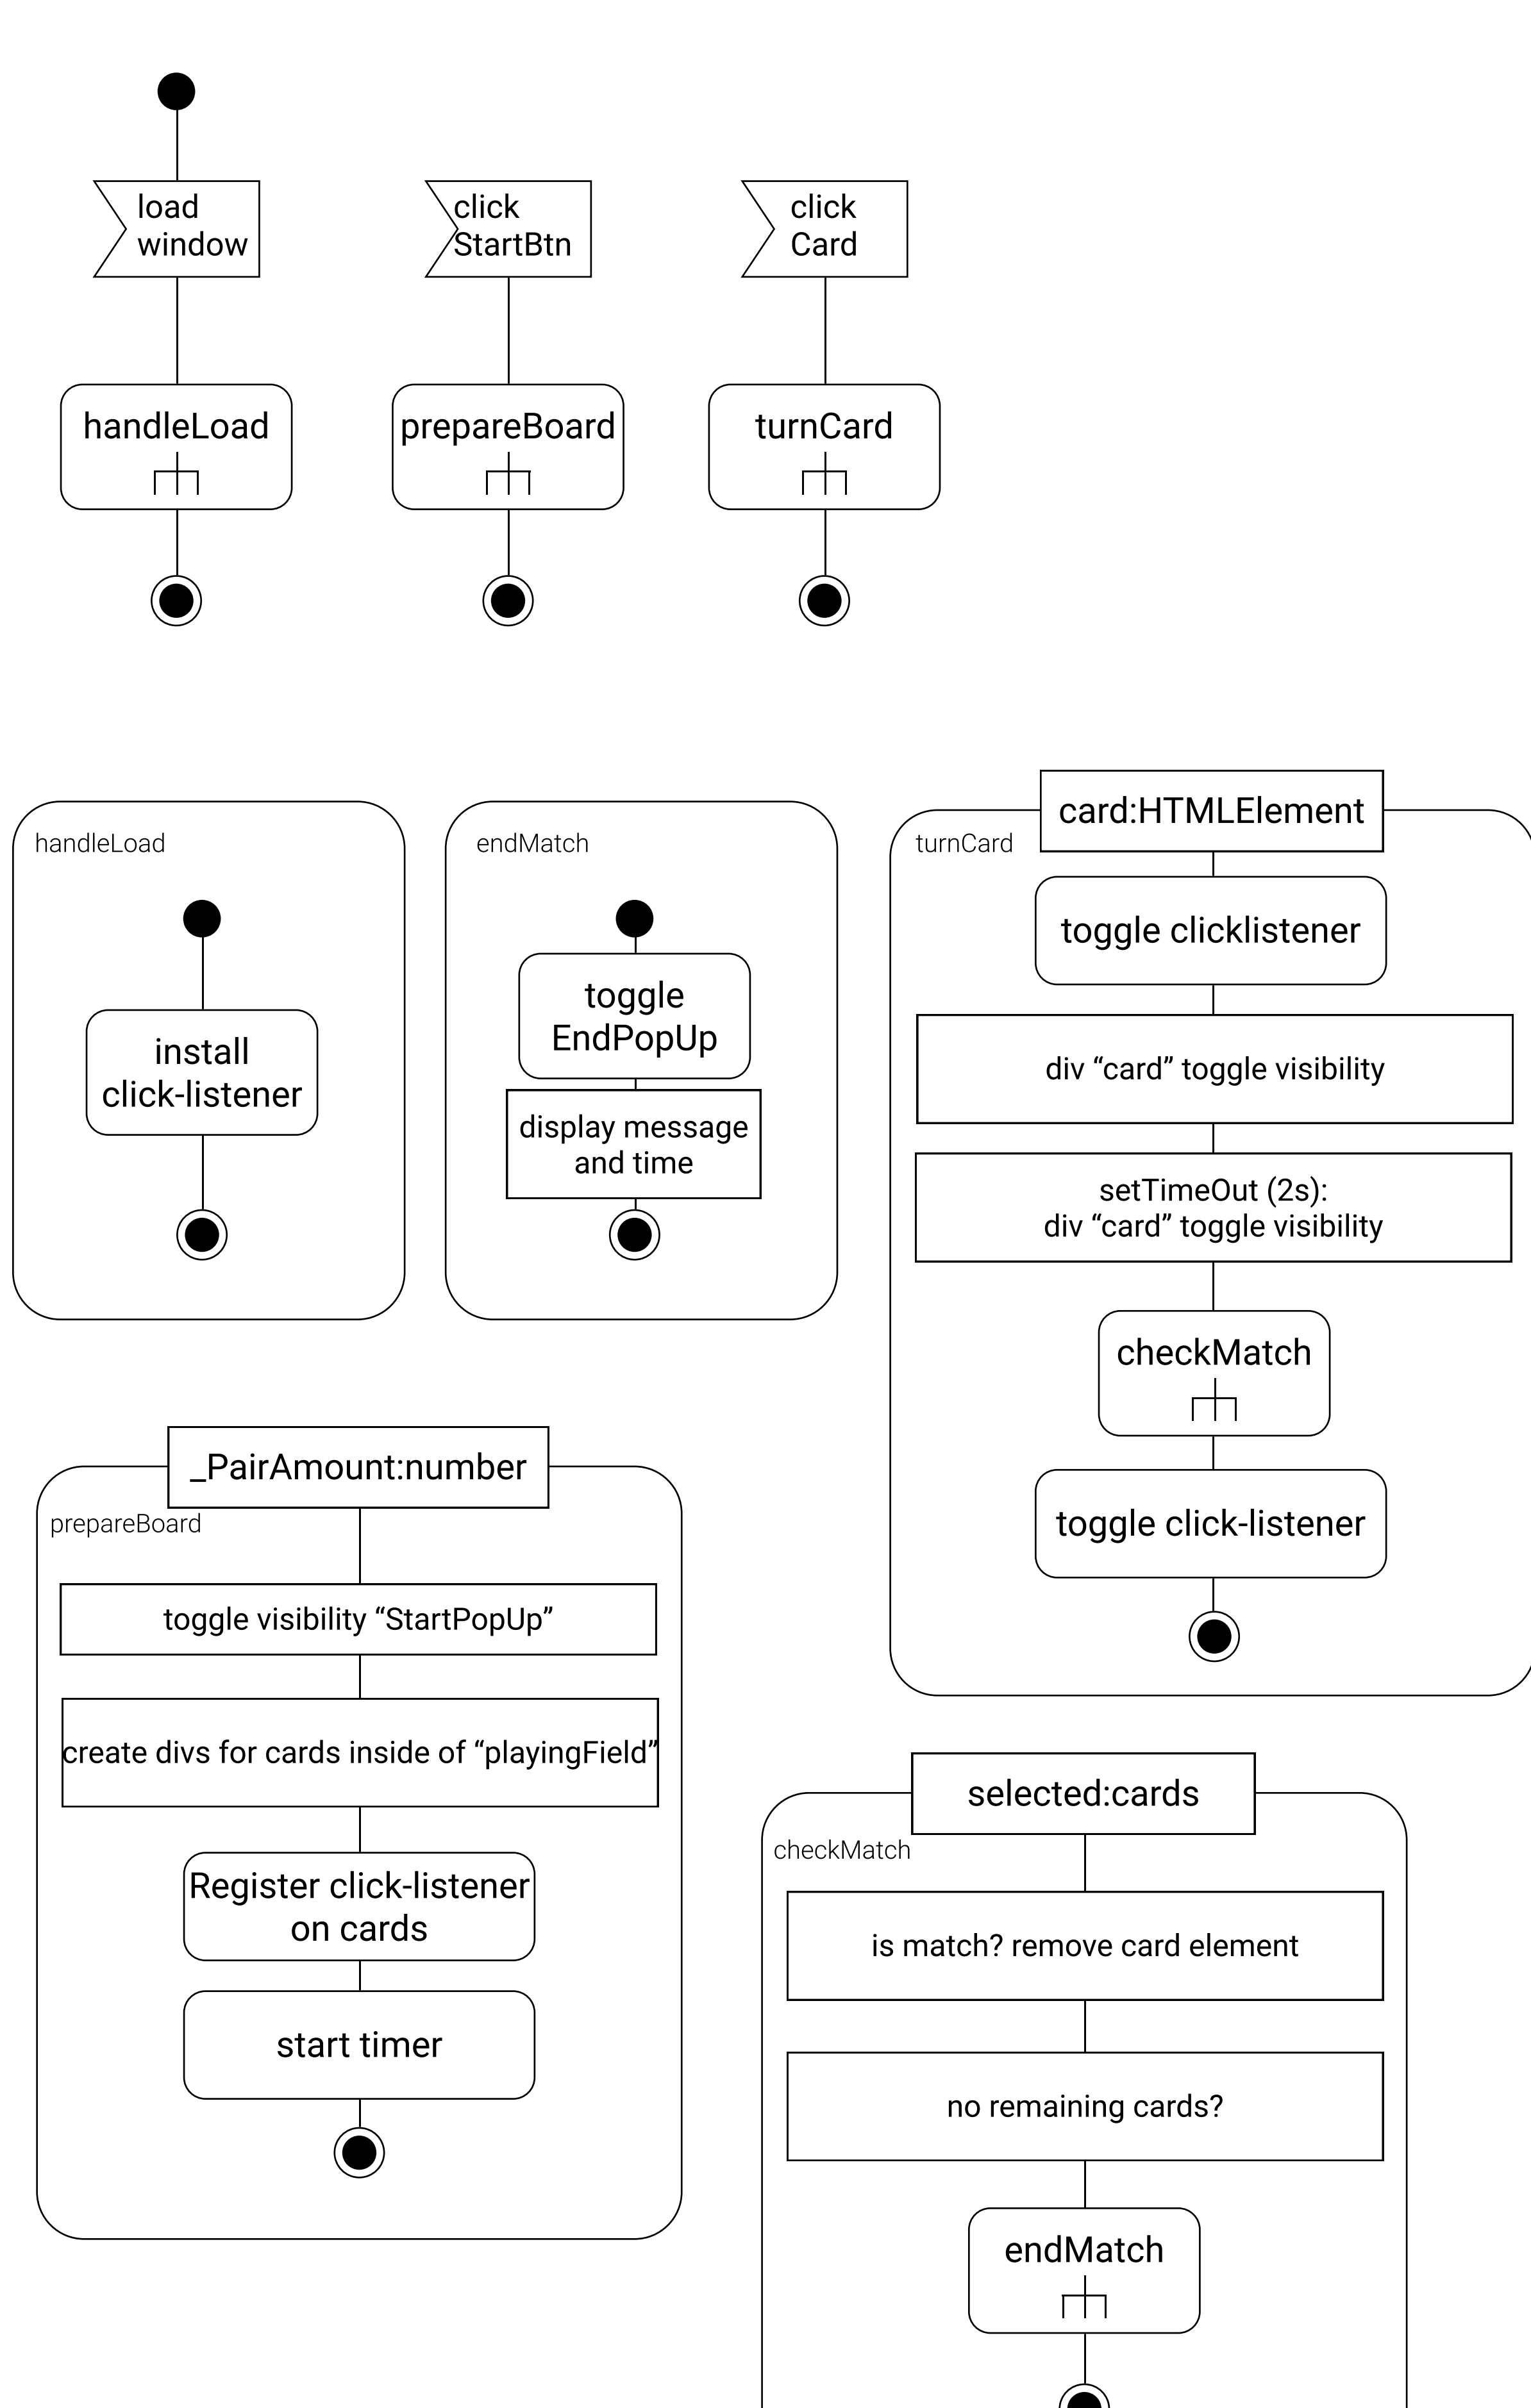 load
window
click
StartBtn
click
Card
handleLoad
prepareBoard
turnCard
handleLoad
install
click-listener
endMatch
toggle
EndPopUp
display message
and time
card:HTMLElement
turnCard
toggle clicklistener
div “card” toggle visibility
setTimeOut (2s):
div “card” toggle visibility
checkMatch
toggle click-listener
_PairAmount:number
prepareBoard
toggle visibility “StartPopUp”
create divs for cards inside of “playingField”
Register click-listener
on cards
start timer
selected:cards
checkMatch
is match? remove card element
no remaining cards?
endMatch